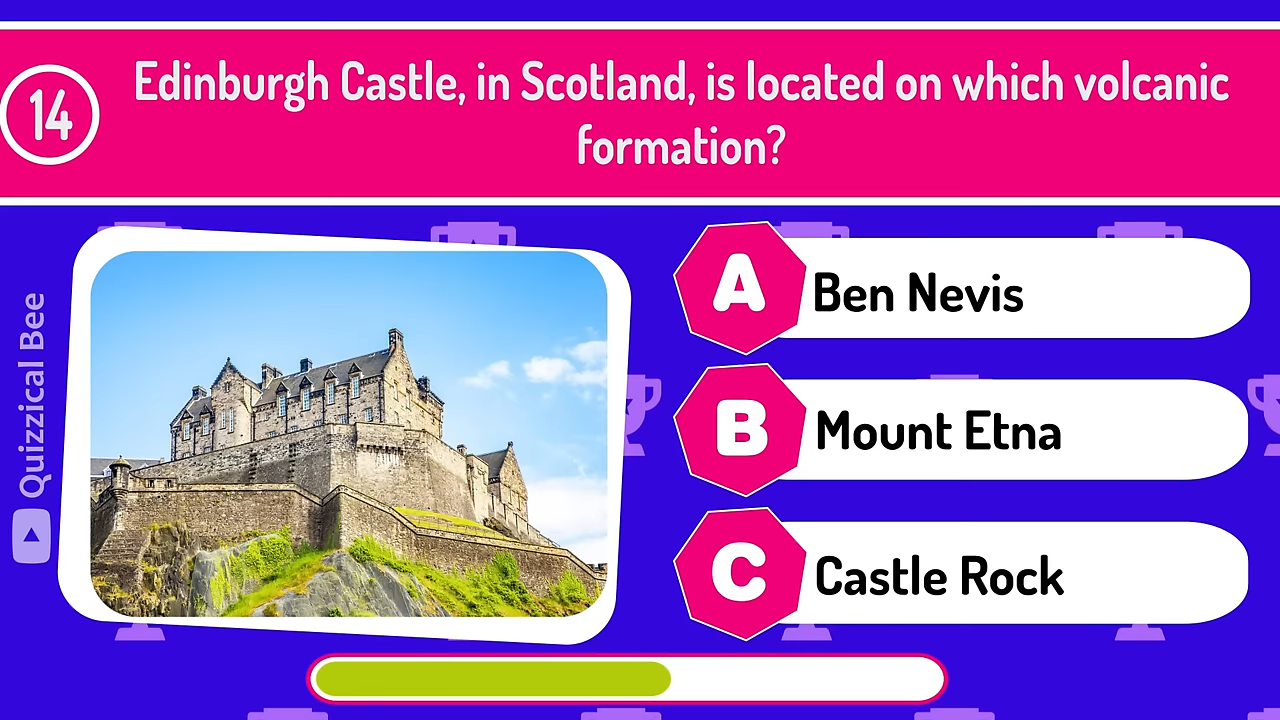 14
Edinburgh Castle, in Scotland, is located on which volcanic
formation?
Quizzical Bee
A
Ben Nevis
B
Mount Etna
C
Castle Rock